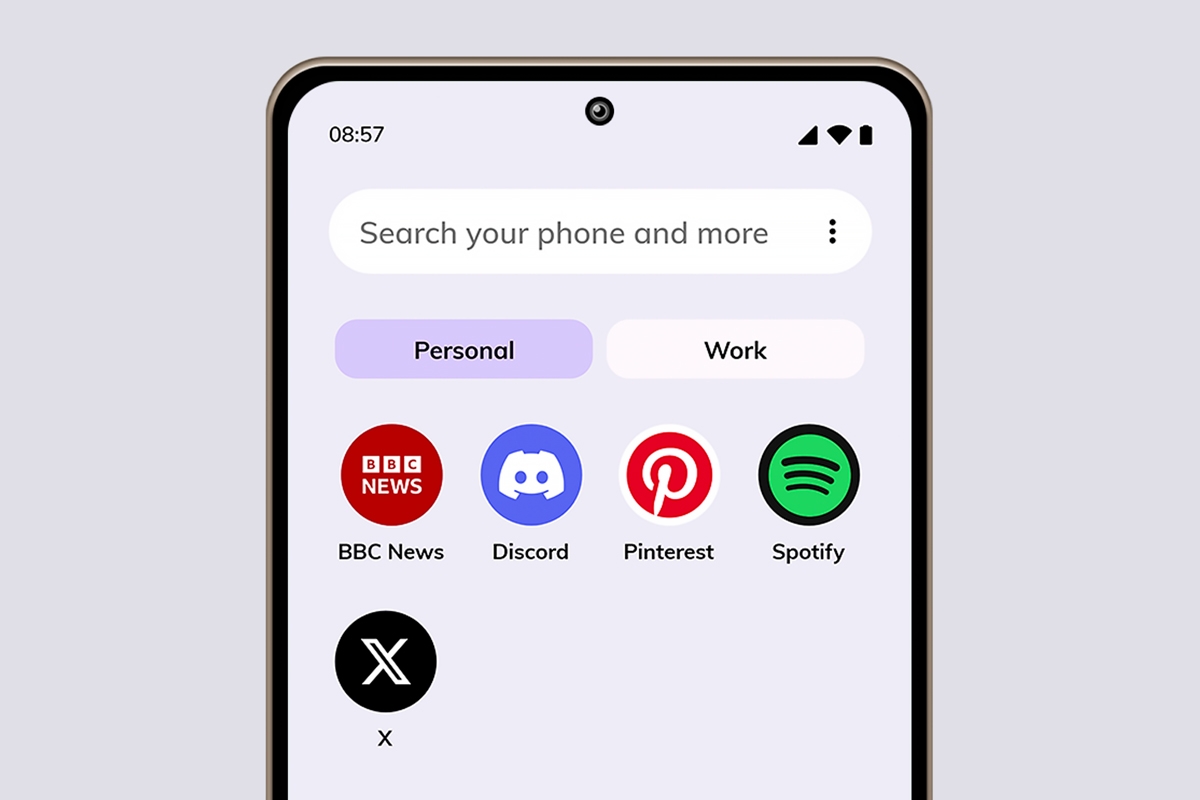 08:57
Search your phone and more
Personal Work
BBC NEWS
BBC News Discord Pinterest Spotify
X
X